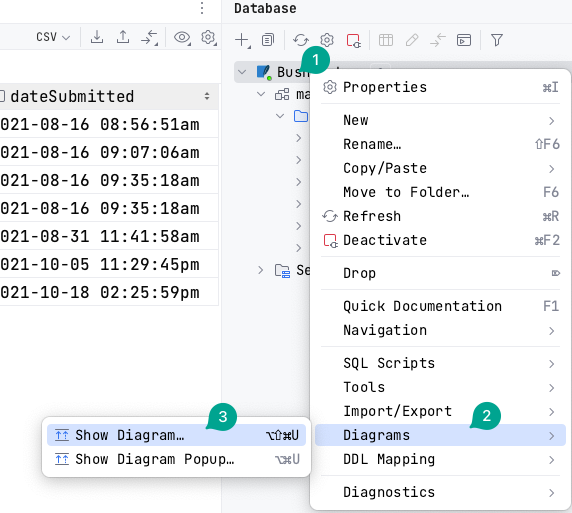 Database
CSV
dateSubmitted
021-08-16 08:56:51am
021-08-16 09:07:06am
021-08-16 09:35:18am
021-08-16 09:35:18am
021-08-31 11:41:58am
021-10-05 11:29:45pm
021-10-18 02:25:59pm
1
Properties ⌘I
New
Rename… ⇧F6
Copy/Paste
Move to Folder… F6
Refresh ⌘R
Deactivate ⌘F2
Drop ⌦
Quick Documentation F1
Navigation
SQL Scripts
Tools
Import/Export
2
Diagrams
DDL Mapping
Diagnostics
3
Show Diagram… ⌥⇧⌘U
Show Diagram Popup… ⌥⌘U